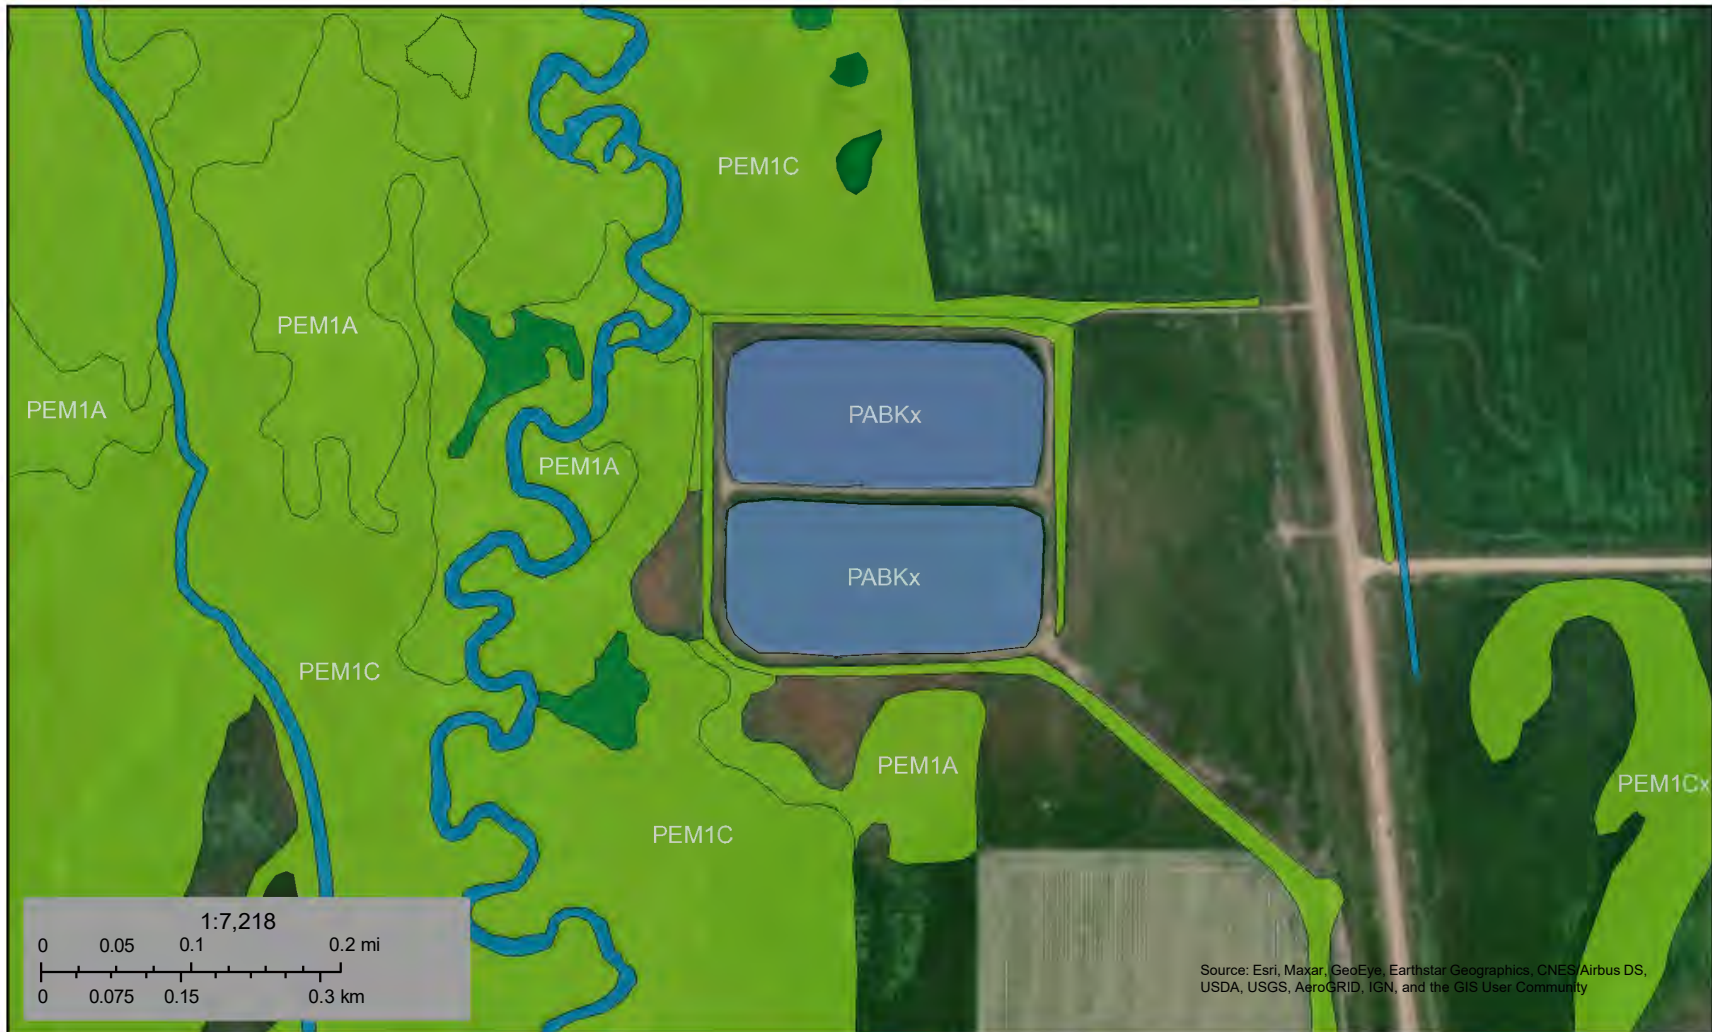 PEM1C
PEM1A
PEM1A
PABKx
PEM1A
PABKx
PEM1C
PEM1A
PEM1Cx
PEM1C
1:7,218
0 0.05 0.1 0.2 mi
0 0.075 0.15 0.3 km
Source: Esri, Maxar, GeoEye, Earthstar Geographics, CNES/Airbus DS,
USDA, USGS, AeroGRID, IGN, and the GIS User Community